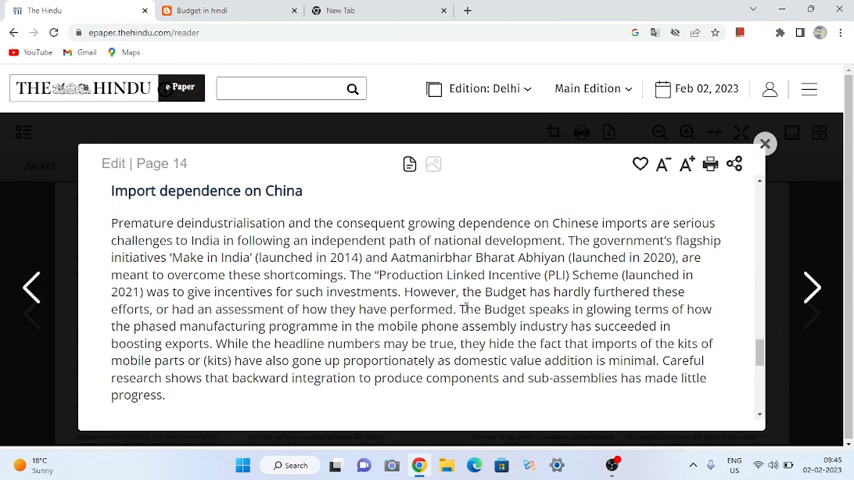 The Hindu
Budget in hindi
New Tab
epaper.thehindu.com/reader
YouTube
Gmail
Maps
THE HINDU
e Paper
Edition: Delhi
Main Edition
Feb 02, 2023
Jacket
Edit | Page 14
A-
A+
Import dependence on China
Premature deindustrialisation and the consequent growing dependence on Chinese imports are serious
challenges to India in following an independent path of national development. The government's flagship
initiatives 'Make in India' (launched in 2014) and Aatmanirbhar Bharat Abhiyan (launched in 2020), are
meant to overcome these shortcomings. The "Production Linked Incentive (PLI) Scheme (launched in
2021) was to give incentives for such investments. However, the Budget has hardly furthered these
efforts, or had an assessment of how they have performed. The Budget speaks in glowing terms of how
the phased manufacturing programme in the mobile phone assembly industry has succeeded in
boosting exports. While the headline numbers may be true, they hide the fact that imports of the kits of
mobile parts or (kits) have also gone up proportionately as domestic value addition is minimal. Careful
research shows that backward integration to produce components and sub-assemblies has made little
progress.
18°C
Sunny
Search
ENG
US
09:45
02-02-2023